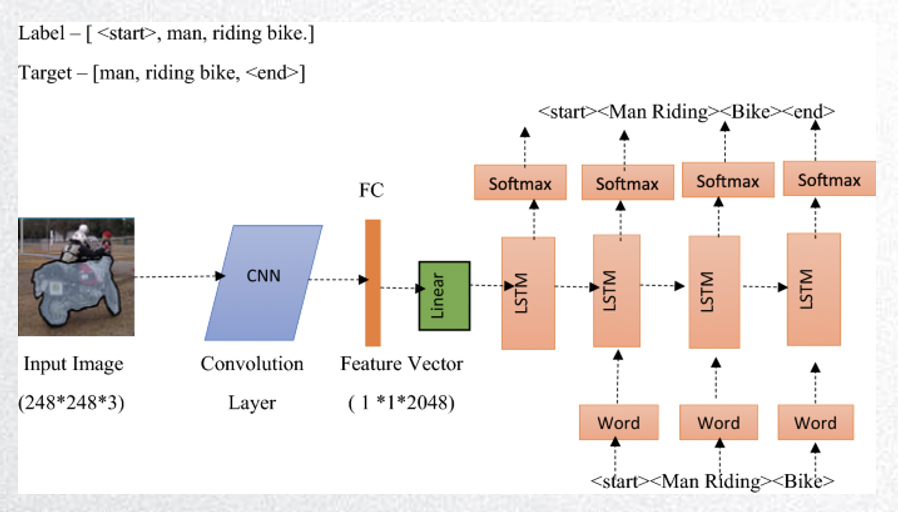 Label – [ <start>, man, riding bike.]
Target – [man, riding bike, <end>]
<start><Man Riding><Bike><end>
Softmax Softmax Softmax Softmax
FC
CNN
Linear
LSTM LSTM LSTM LSTM
Input Image Convolution Feature Vector
(248*248*3) Layer ( 1 *1*2048)
Word Word Word
<start><Man Riding><Bike>